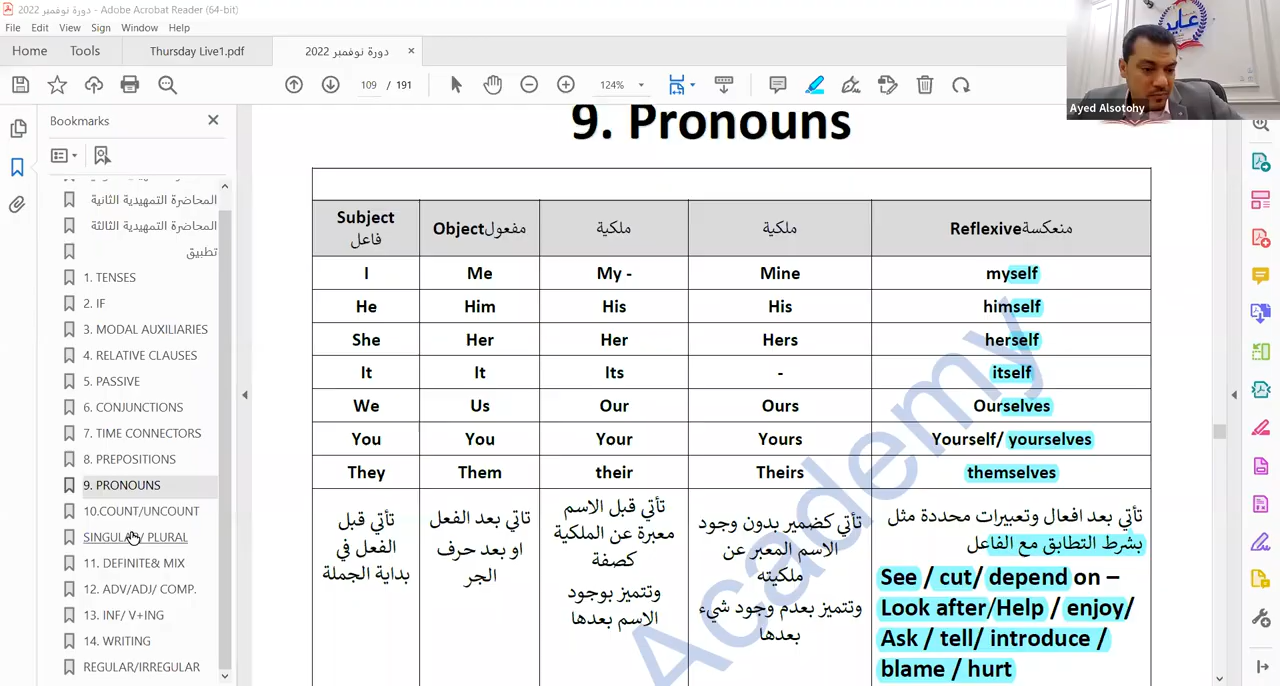 دورة نوفمبر 2022 - Adobe Acrobat Reader (64-bit)
File Edit View Sign Window Help
Home Tools Thursday Live1.pdf دورة نوفمبر 2022 ×
109 / 191 124%
عايد
Ayed Alsotohy
Bookmarks
المحاضرة التمهيدية الثانية
المحاضرة التمهيدية الثالثة
تطبيق
1. TENSES
2. IF
3. MODAL AUXILIARIES
4. RELATIVE CLAUSES
5. PASSIVE
6. CONJUNCTIONS
7. TIME CONNECTORS
8. PREPOSITIONS
9. PRONOUNS
10.COUNT/UNCOUNT
SINGULAR/ PLURAL
11. DEFINITE& MIX
12. ADV/ADJ/ COMP.
13. INF/ V+ING
14. WRITING
REGULAR/IRREGULAR
9. Pronouns
Subject فاعل Object مفعول ملكية ملكية Reflexive منعكسة
I Me My - Mine myself
He Him His His himself
She Her Her Hers herself
It It Its - itself
We Us Our Ours Ourselves
You You Your Yours Yourself/ yourselves
They Them their Theirs themselves
تأتي قبل
الفعل في
بداية الجملة
تاتي بعد الفعل
او بعد حرف
الجر
تأتي قبل الاسم
معبرة عن الملكية
كصفة
وتتميز بوجود
الاسم بعدها
تأتي كضمير بدون وجود
الاسم المعبر عن
ملكيته
وتتميز بعدم وجود شيء
بعدها
تأتي بعد افعال وتعبيرات محددة مثل
بشرط التطابق مع الفاعل
See / cut/ depend on –
Look after/Help / enjoy/
Ask / tell/ introduce /
blame / hurt
Academy